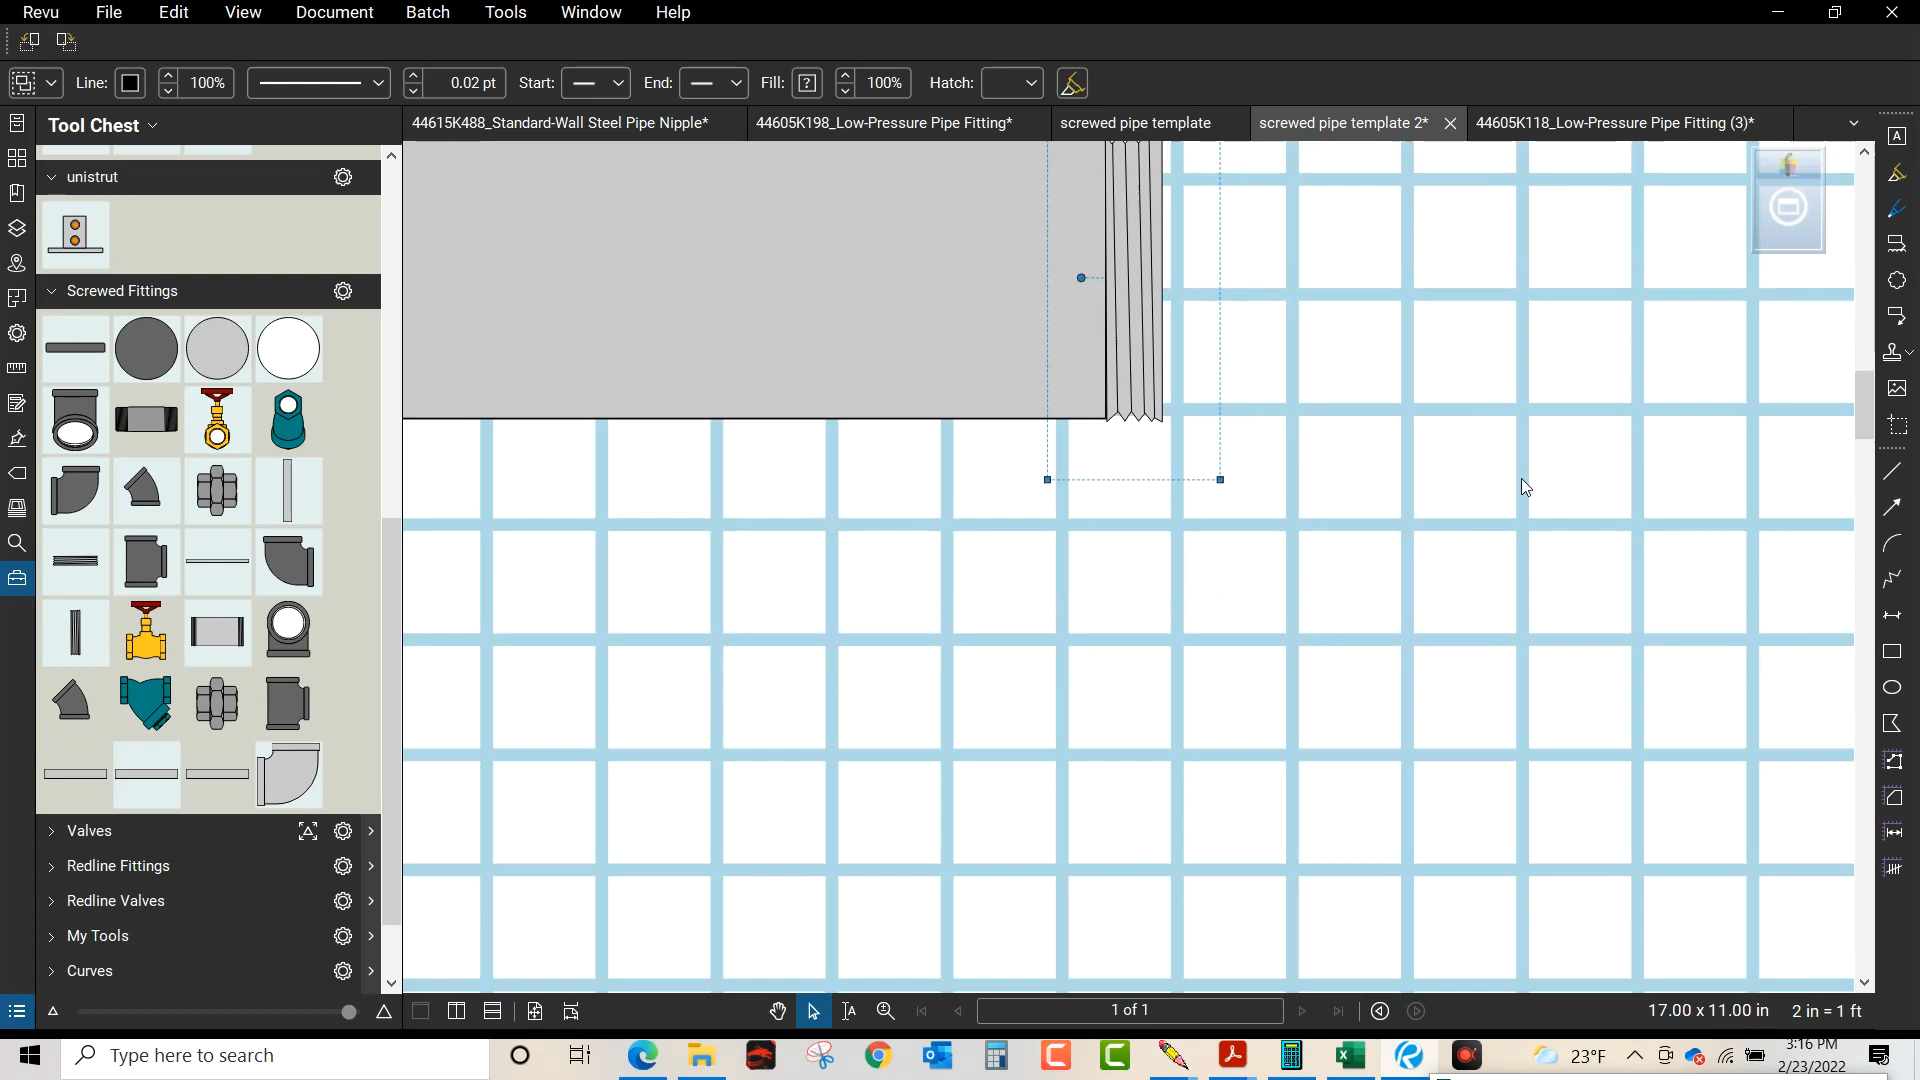 Revu File Edit View Document Batch Tools Window Help
Line: 100% 0.02 pt Start: End: Fill: ? 100% Hatch:
Tool Chest
44615K488_Standard-Wall Steel Pipe Nipple* 44605K198_Low-Pressure Pipe Fitting* screwed pipe template screwed pipe template 2* 44605K118_Low-Pressure Pipe Fitting (3)*
unistrut
Screwed Fittings
Valves
Redline Fittings
Redline Valves
My Tools
Curves
1 of 1 17.00 x 11.00 in 2 in = 1 ft
Type here to search 23°F 3:16 PM
2/23/2022